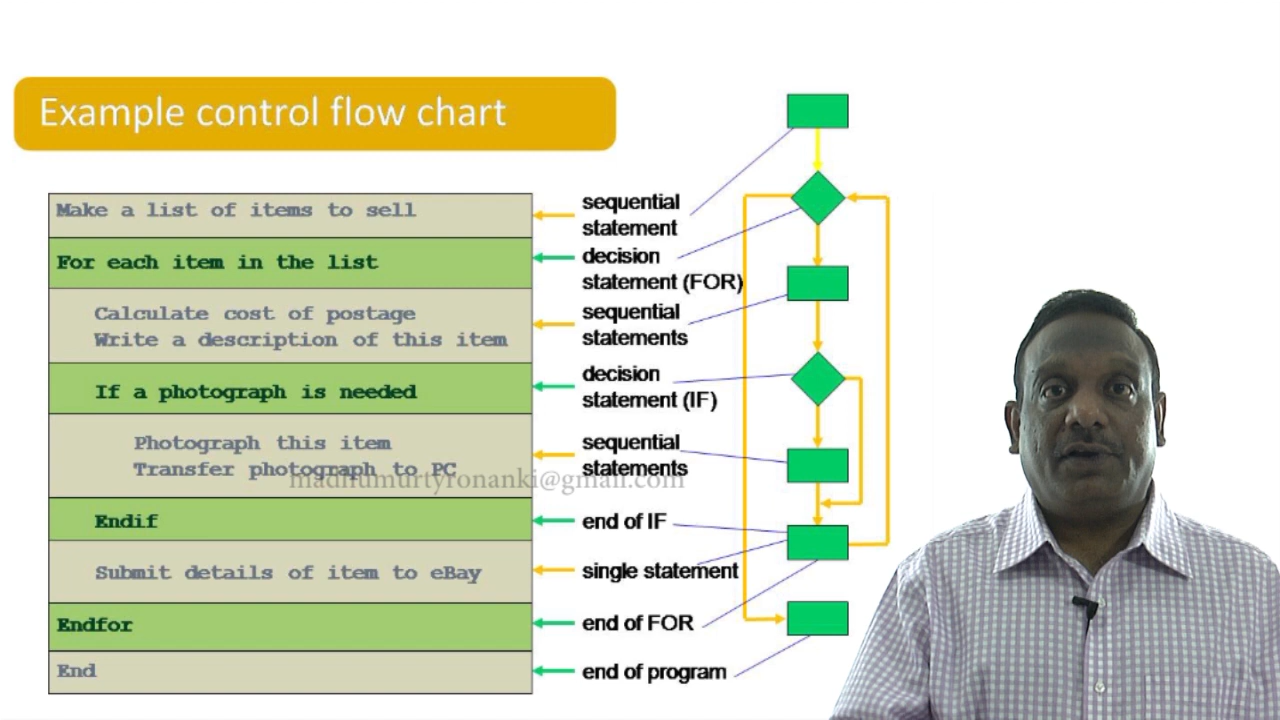 Example control flow chart
Make a list of items to sell
For each item in the list
Calculate cost of postage
Write a description of this item
If a photograph is needed
Photograph this item
Transfer photograph to PC
Endif
Submit details of item to eBay
Endfor
End
sequential
statement
decision
statement (FOR)
sequential
statements
decision
statement (IF)
sequential
statements
end of IF
single statement
end of FOR
end of program
madhumurtyronanki@gmail.com